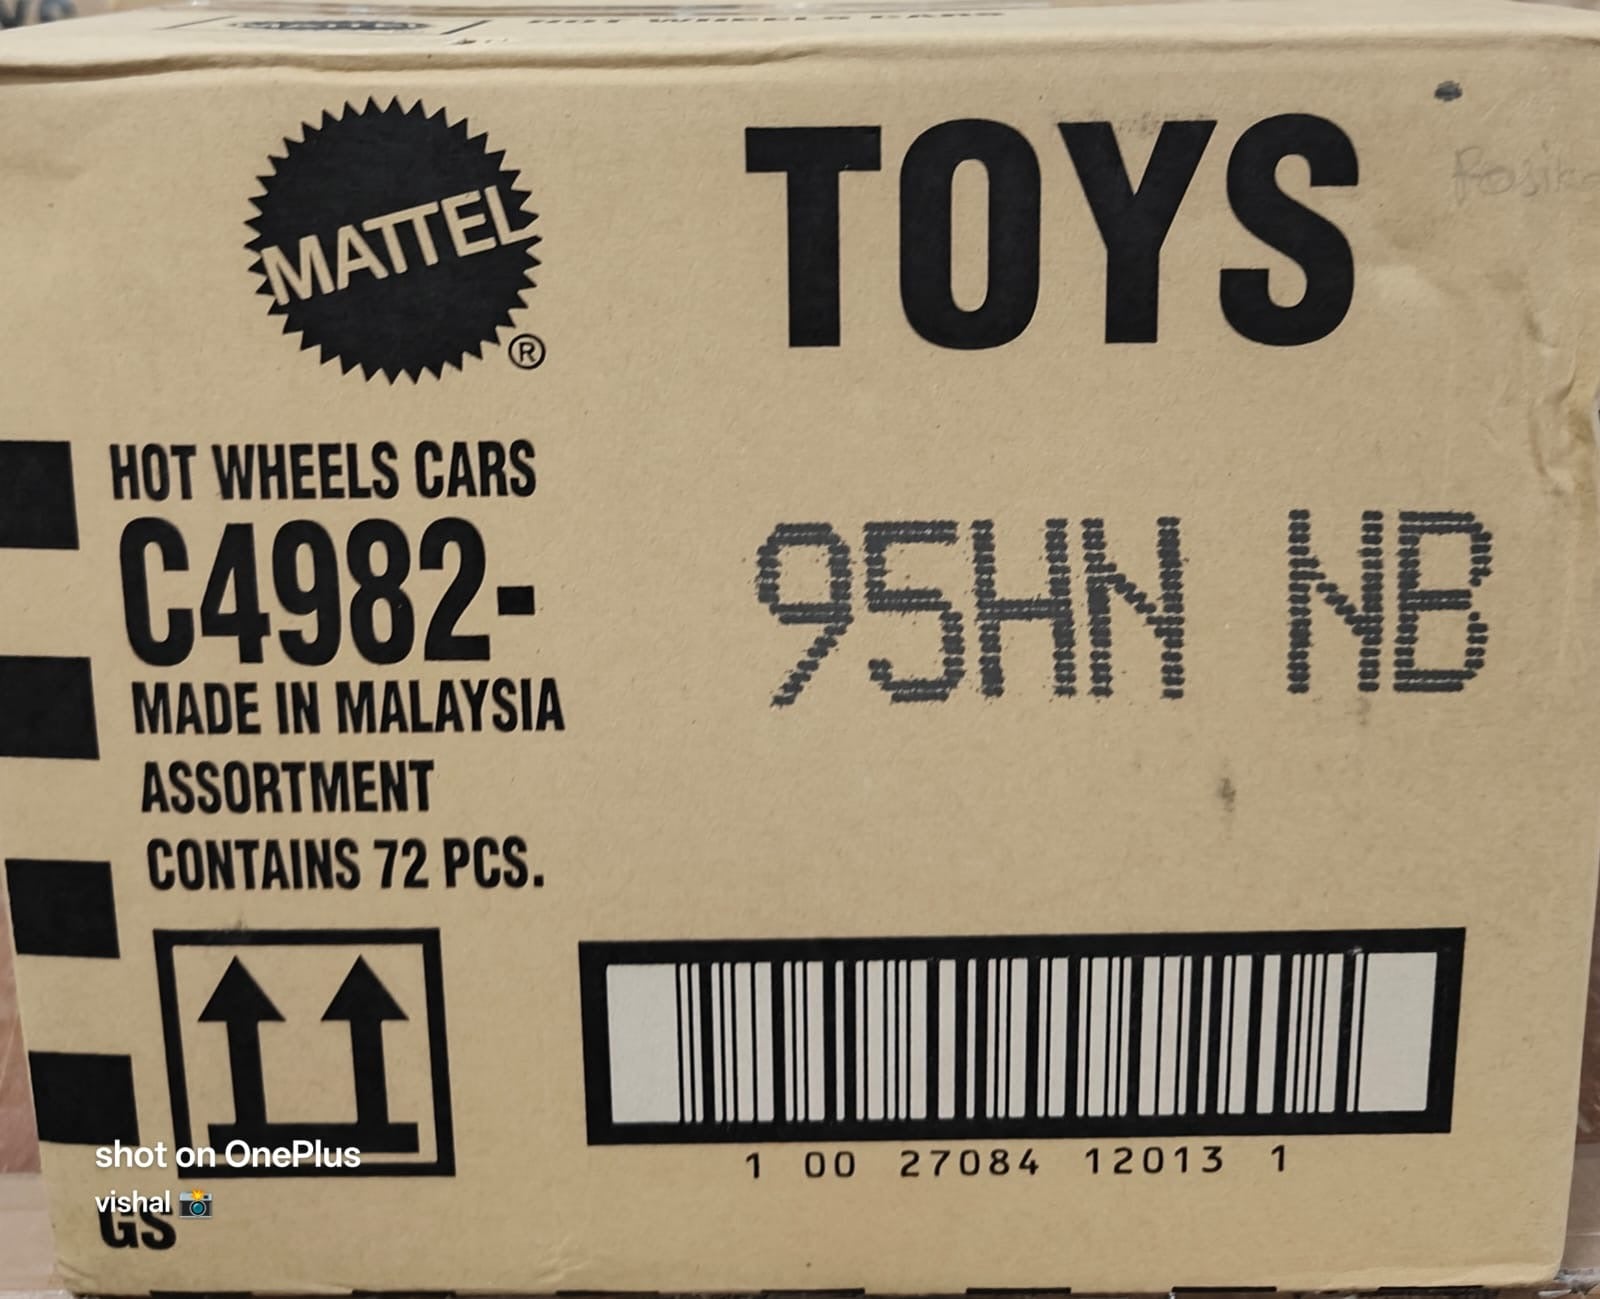 MATTEL
®
TOYS
HOT WHEELS CARS
C4982-
95HN NB
MADE IN MALAYSIA
ASSORTMENT
CONTAINS 72 PCS.
1 00 27084 12013 1
shot on OnePlus
vishal
GS